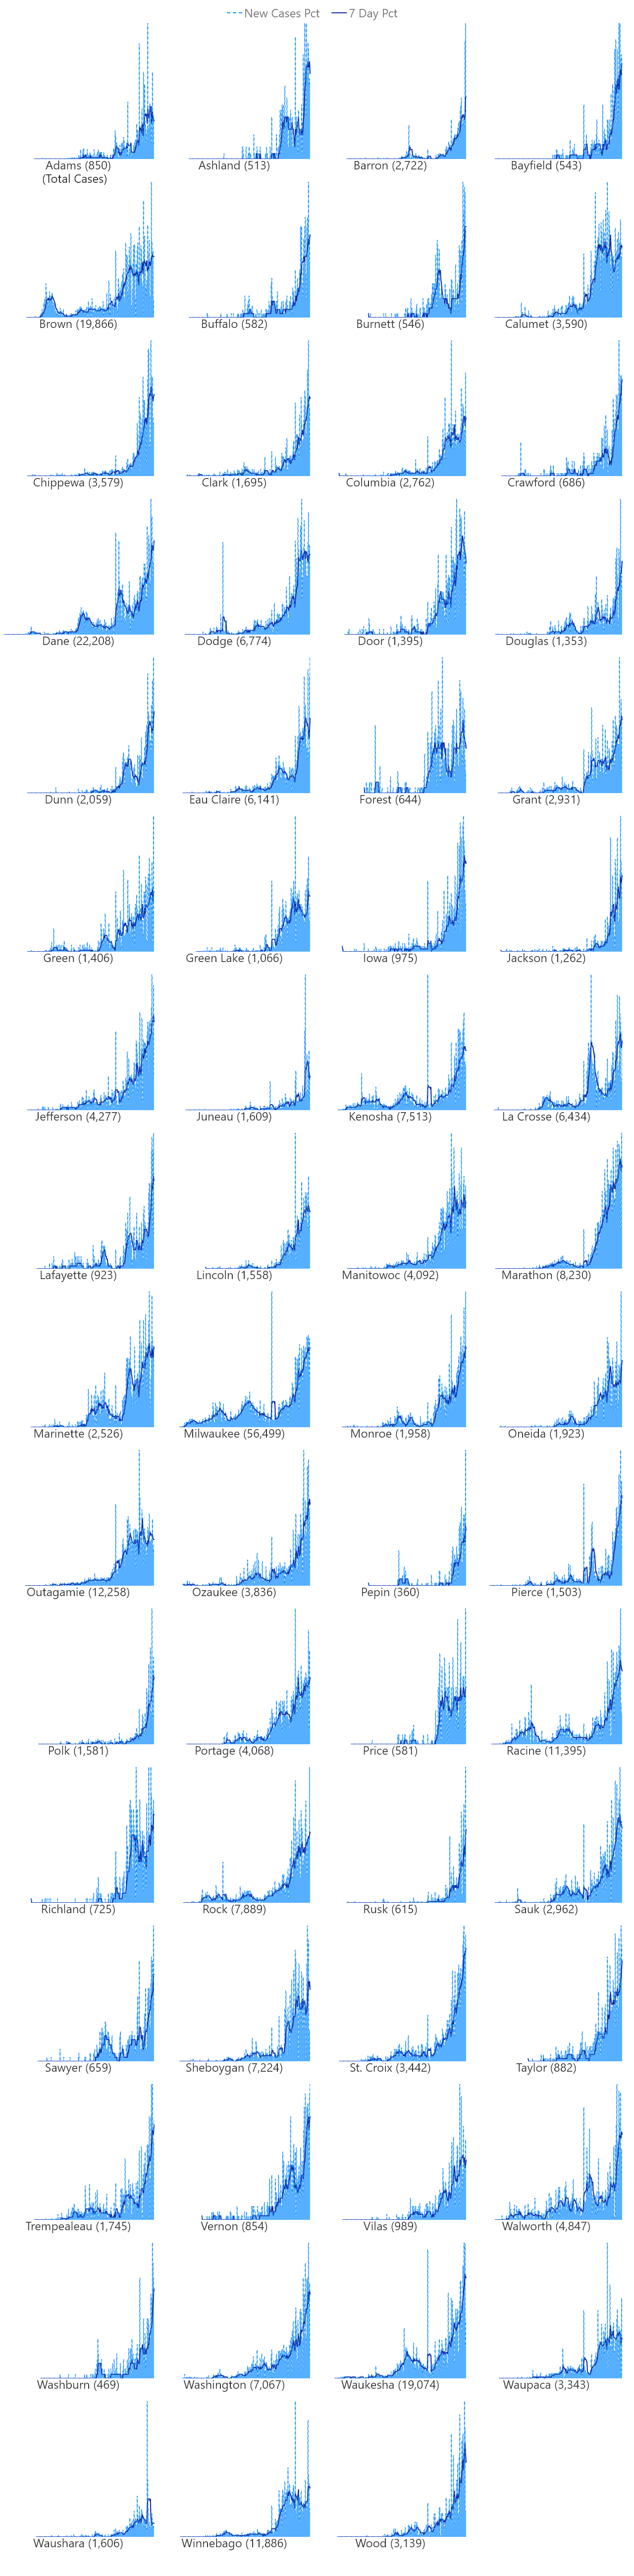 New Cases Pct 7 Day Pct
Adams (850) Ashland (513) Barron (2,722) Bayfield (543)
(Total Cases)
Brown (19,866) Buffalo (582) Burnett (546) Calumet (3,590)
Chippewa (3,579) Clark (1,695) Columbia (2,762) Crawford (686)
Dane (22,208) Dodge (6,774) Door (1,395) Douglas (1,353)
Dunn (2,059) Eau Claire (6,141) Forest (644) Grant (2,931)
Green (1,406) Green Lake (1,066) Iowa (975) Jackson (1,262)
Jefferson (4,277) Juneau (1,609) Kenosha (7,513) La Crosse (6,434)
Lafayette (923) Lincoln (1,558) Manitowoc (4,092) Marathon (8,230)
Marinette (2,526) Milwaukee (56,499) Monroe (1,958) Oneida (1,923)
Outagamie (12,258) Ozaukee (3,836) Pepin (360) Pierce (1,503)
Polk (1,581) Portage (4,068) Price (581) Racine (11,395)
Richland (725) Rock (7,889) Rusk (615) Sauk (2,962)
Sawyer (659) Sheboygan (7,224) St. Croix (3,442) Taylor (882)
Trempealeau (1,745) Vernon (854) Vilas (989) Walworth (4,847)
Washburn (469) Washington (7,067) Waukesha (19,074) Waupaca (3,343)
Waushara (1,606) Winnebago (11,886) Wood (3,139)